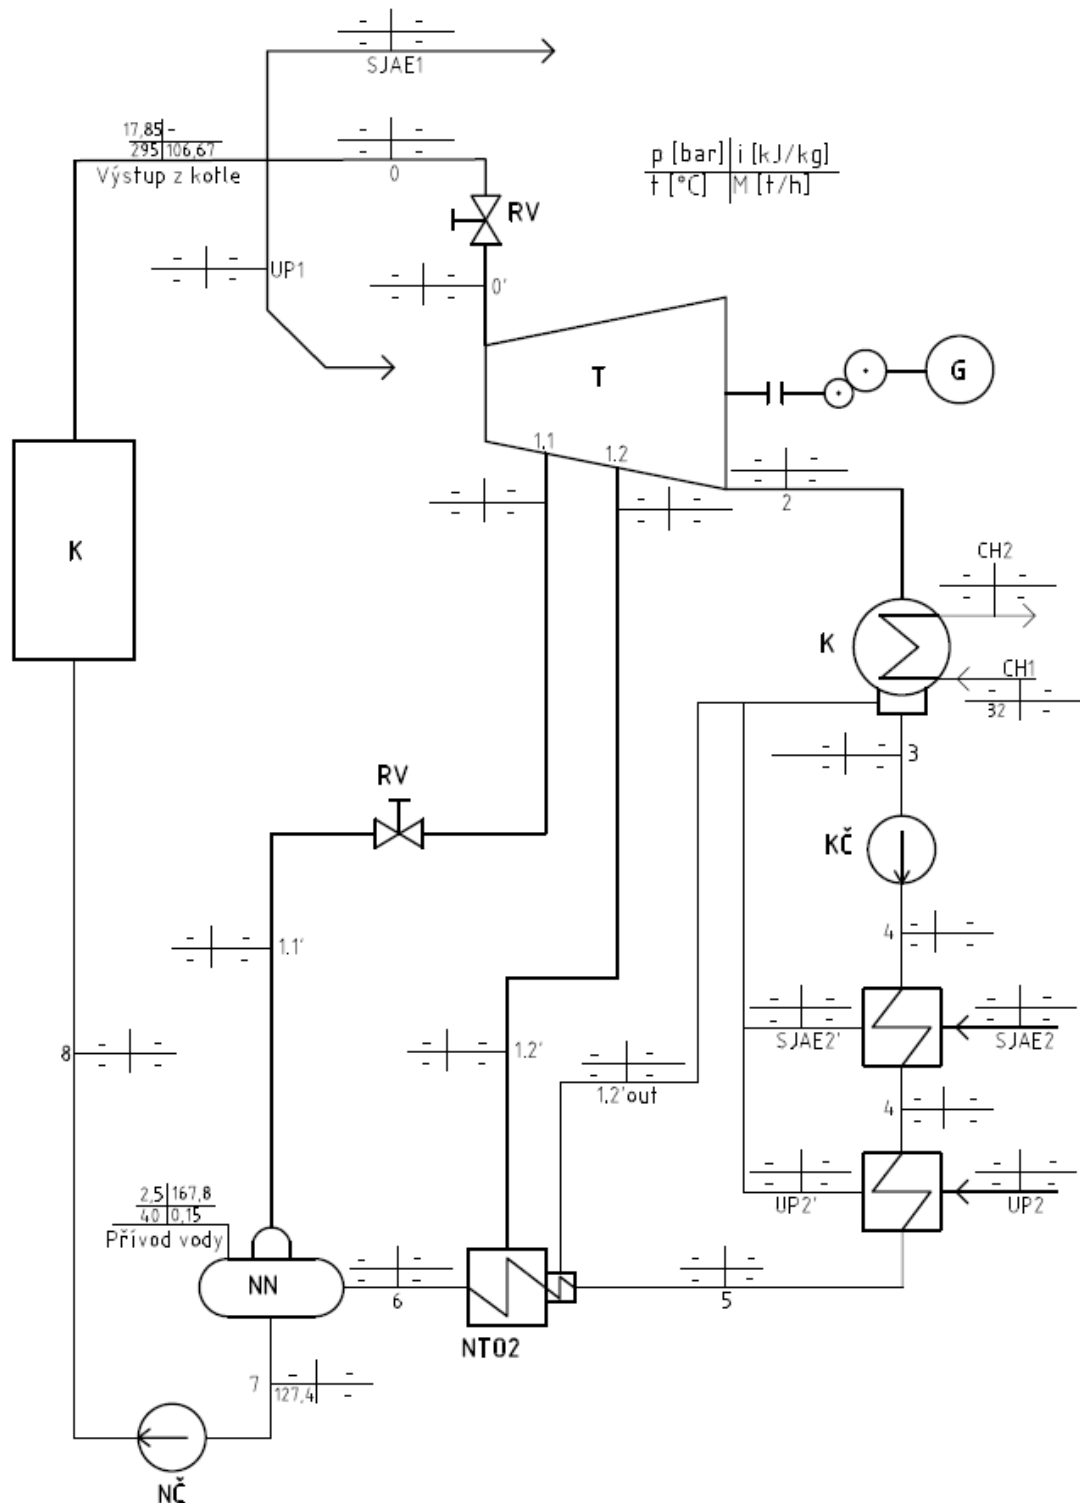 - -
- -
SJAE1
17,85 -
295 106,67
Výstup z kotle
- -
- -
0
p [bar] i [kJ/kg]
t [°C] M [t/h]
RV
- -
- -
UP1
- -
- -
0'
T
G
1.1
1.2
- -
- -
- -
- -
- -
- -
2
K
CH2
- -
- -
K
CH1
- -
32 -
- -
- -
3
RV
KČ
- -
- -
1.1'
4
- -
- -
- -
- -
SJAE2'
- -
- -
SJAE2
8
- -
- -
- -
- -
1.2'
- -
- -
1.2'out
4
- -
- -
- -
- -
UP2'
- -
- -
UP2
2,5 167,8
40 0,15
Přívod vody
NN
- -
- -
6
- -
- -
5
NTO2
7
- -
127,4 -
NČ